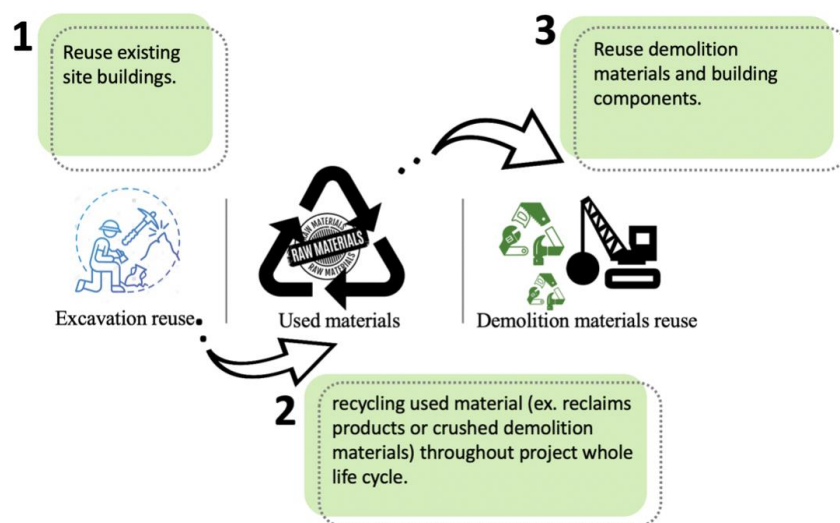 1
Reuse existing
site buildings.
3
Reuse demolition
materials and building
components.
RAW MATERIALS
RAW MATERIALS
RAW MATERIALS
Excavation reuse.
Used materials
Demolition materials reuse
2
recycling used material (ex. reclaims
products or crushed demolition
materials) throughout project whole
life cycle.